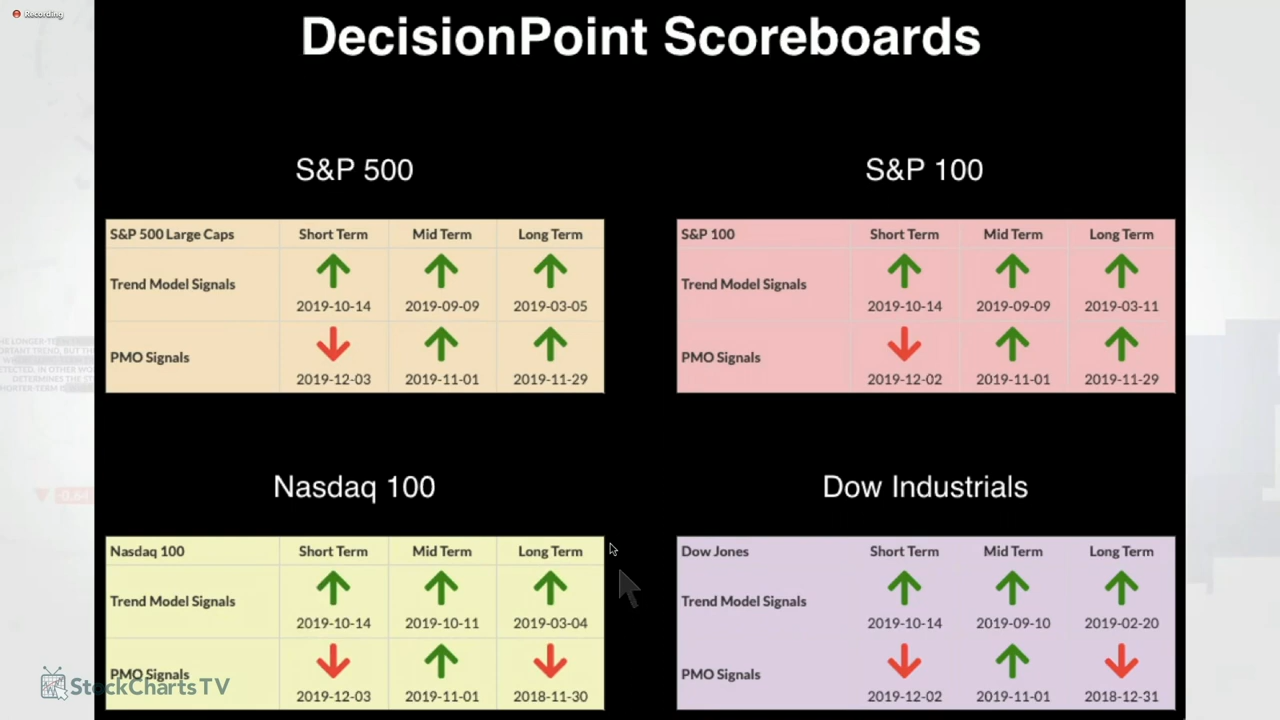 Recording
DecisionPoint Scoreboards
S&P 500
S&P 500 Large Caps Short Term Mid Term Long Term
Trend Model Signals
2019-10-14 2019-09-09 2019-03-05
PMO Signals
2019-12-03 2019-11-01 2019-11-29
S&P 100
S&P 100 Short Term Mid Term Long Term
Trend Model Signals
2019-10-14 2019-09-09 2019-03-11
PMO Signals
2019-12-02 2019-11-01 2019-11-29
Nasdaq 100
Nasdaq 100 Short Term Mid Term Long Term
Trend Model Signals
2019-10-14 2019-10-11 2019-03-04
PMO Signals
2019-12-03 2019-11-01 2018-11-30
Dow Industrials
Dow Jones Short Term Mid Term Long Term
Trend Model Signals
2019-10-14 2019-09-10 2019-02-20
PMO Signals
2019-12-02 2019-11-01 2018-12-31
StockCharts TV